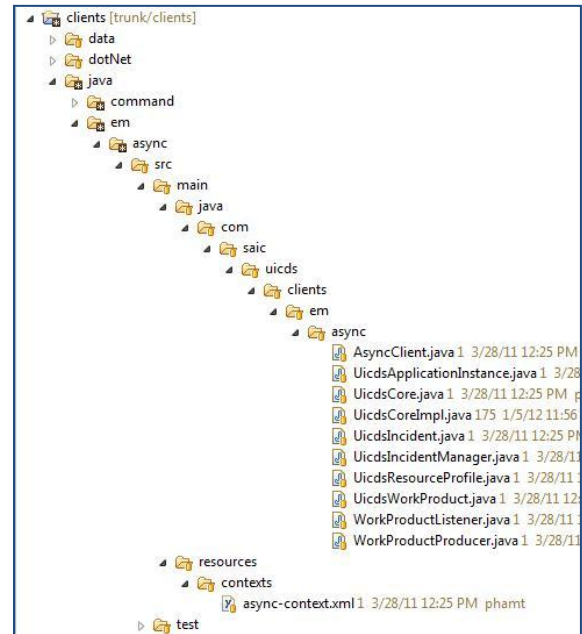 clients [trunk/clients]
data
dotNet
java
command
em
async
src
main
java
com
saic
uicds
clients
em
async
AsyncClient.java 1 3/28/11 12:25 PM
UicdsApplicationInstance.java 1 3/28
UicdsCore.java 1 3/28/11 12:25 PM p
UicdsCoreImpl.java 175 1/5/12 11:56
UicdsIncident.java 1 3/28/11 12:25 PM
UicdsIncidentManager.java 1 3/28/11
UicdsResourceProfile.java 1 3/28/11 1
UicdsWorkProduct.java 1 3/28/11 12:
WorkProductListener.java 1 3/28/11 1
WorkProductProducer.java 1 3/28/11
resources
contexts
async-context.xml 1 3/28/11 12:25 PM phamt
test